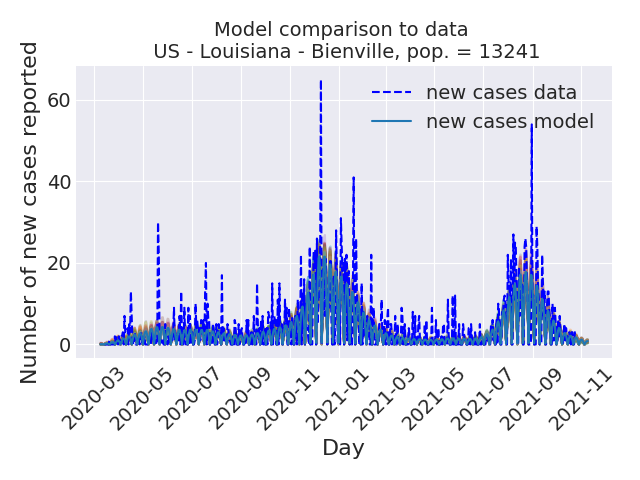 Model comparison to data
US - Louisiana - Bienville, pop. = 13241
Number of new cases reported
60
40
20
0
new cases data
new cases model
2020-03
2020-05
2020-07
2020-09
2020-11
2021-01
2021-03
2021-05
2021-07
2021-09
2021-11
Day